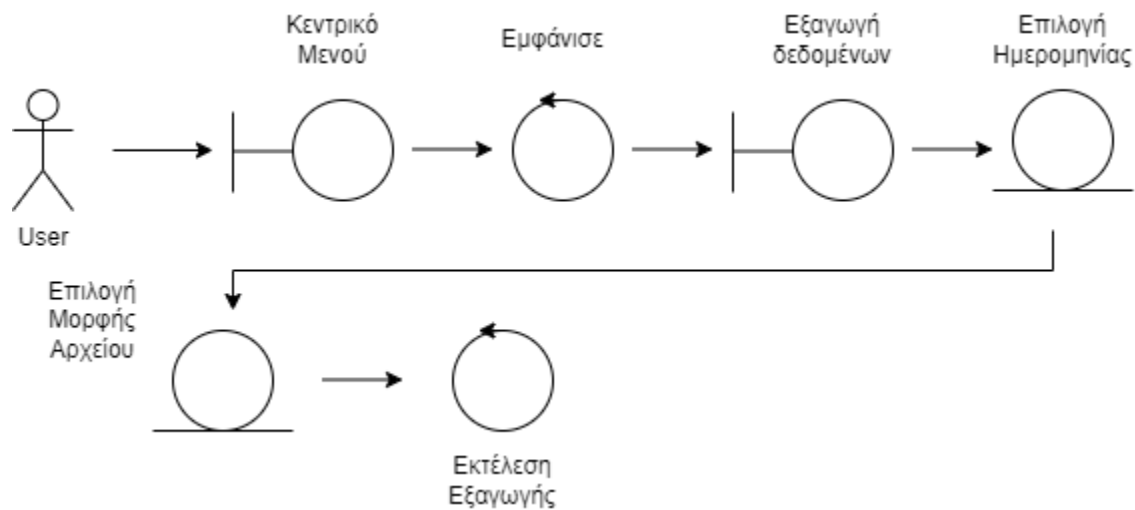 Κεντρικό
Μενού
Εμφάνισε
Εξαγωγή
δεδομένων
Επιλογή
Ημερομηνίας
User
Επιλογή
Μορφής
Αρχείου
Εκτέλεση
Εξαγωγής